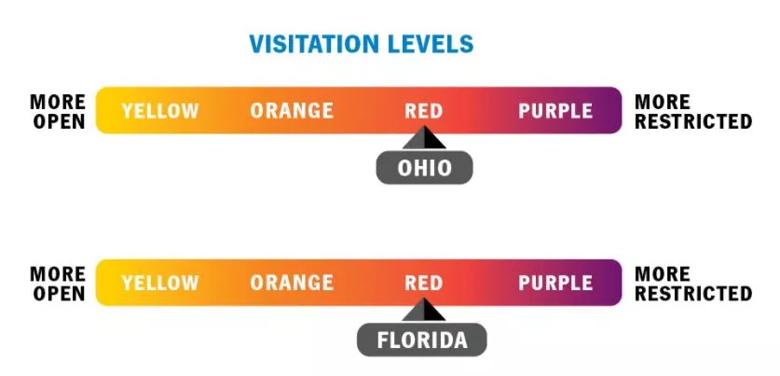 VISITATION LEVELS
MORE
OPEN
YELLOW ORANGE RED PURPLE
MORE
RESTRICTED
OHIO
MORE
OPEN
YELLOW ORANGE RED PURPLE
MORE
RESTRICTED
FLORIDA